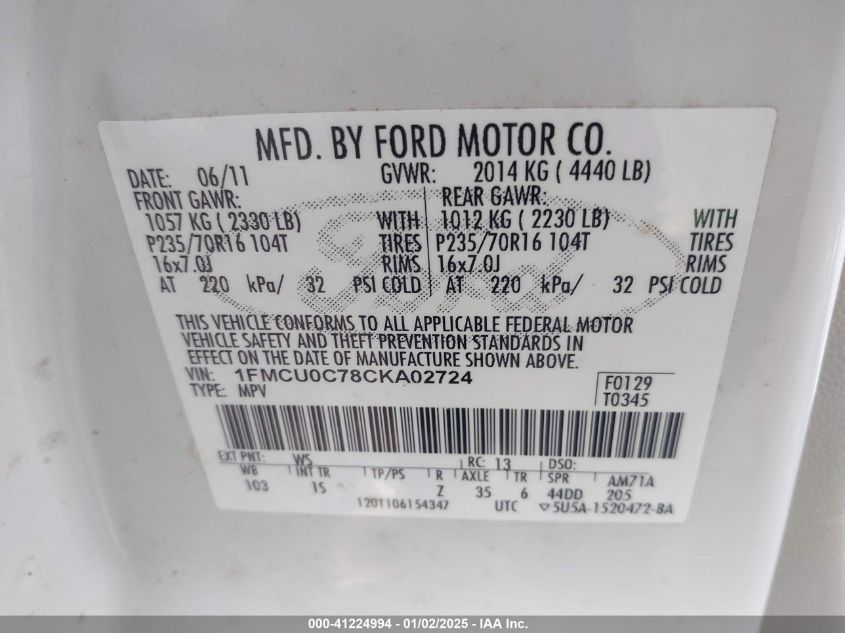 MFD. BY FORD MOTOR CO.
DATE: 06/11 GVWR: 2014 KG ( 4440 LB)
FRONT GAWR: REAR GAWR:
1057 KG ( 2330 LB) WITH 1012 KG ( 2230 LB) WITH
P235/70R16 104T TIRES P235/70R16 104T TIRES
16x7.0J RIMS 16x7.0J RIMS
AT 220 kPa/ 32 PSI COLD AT 220 kPa/ 32 PSI COLD
Ford
THIS VEHICLE CONFORMS TO ALL APPLICABLE FEDERAL MOTOR
VEHICLE SAFETY AND THEFT PREVENTION STANDARDS IN
EFFECT ON THE DATE OF MANUFACTURE SHOWN ABOVE.
VIN: 1FMCU0C78CKA02724 F0129
TYPE: MPV T0345
EXT PNT: WS RC: 13 DSO:
WB INT TR TP/PS R AXLE TR SPR AM71A
103 15 Z 35 6 44DD 205
1201106154347 UTC ▽5U5A-1520472-BA
000-41224994 - 01/02/2025 - IAA Inc.